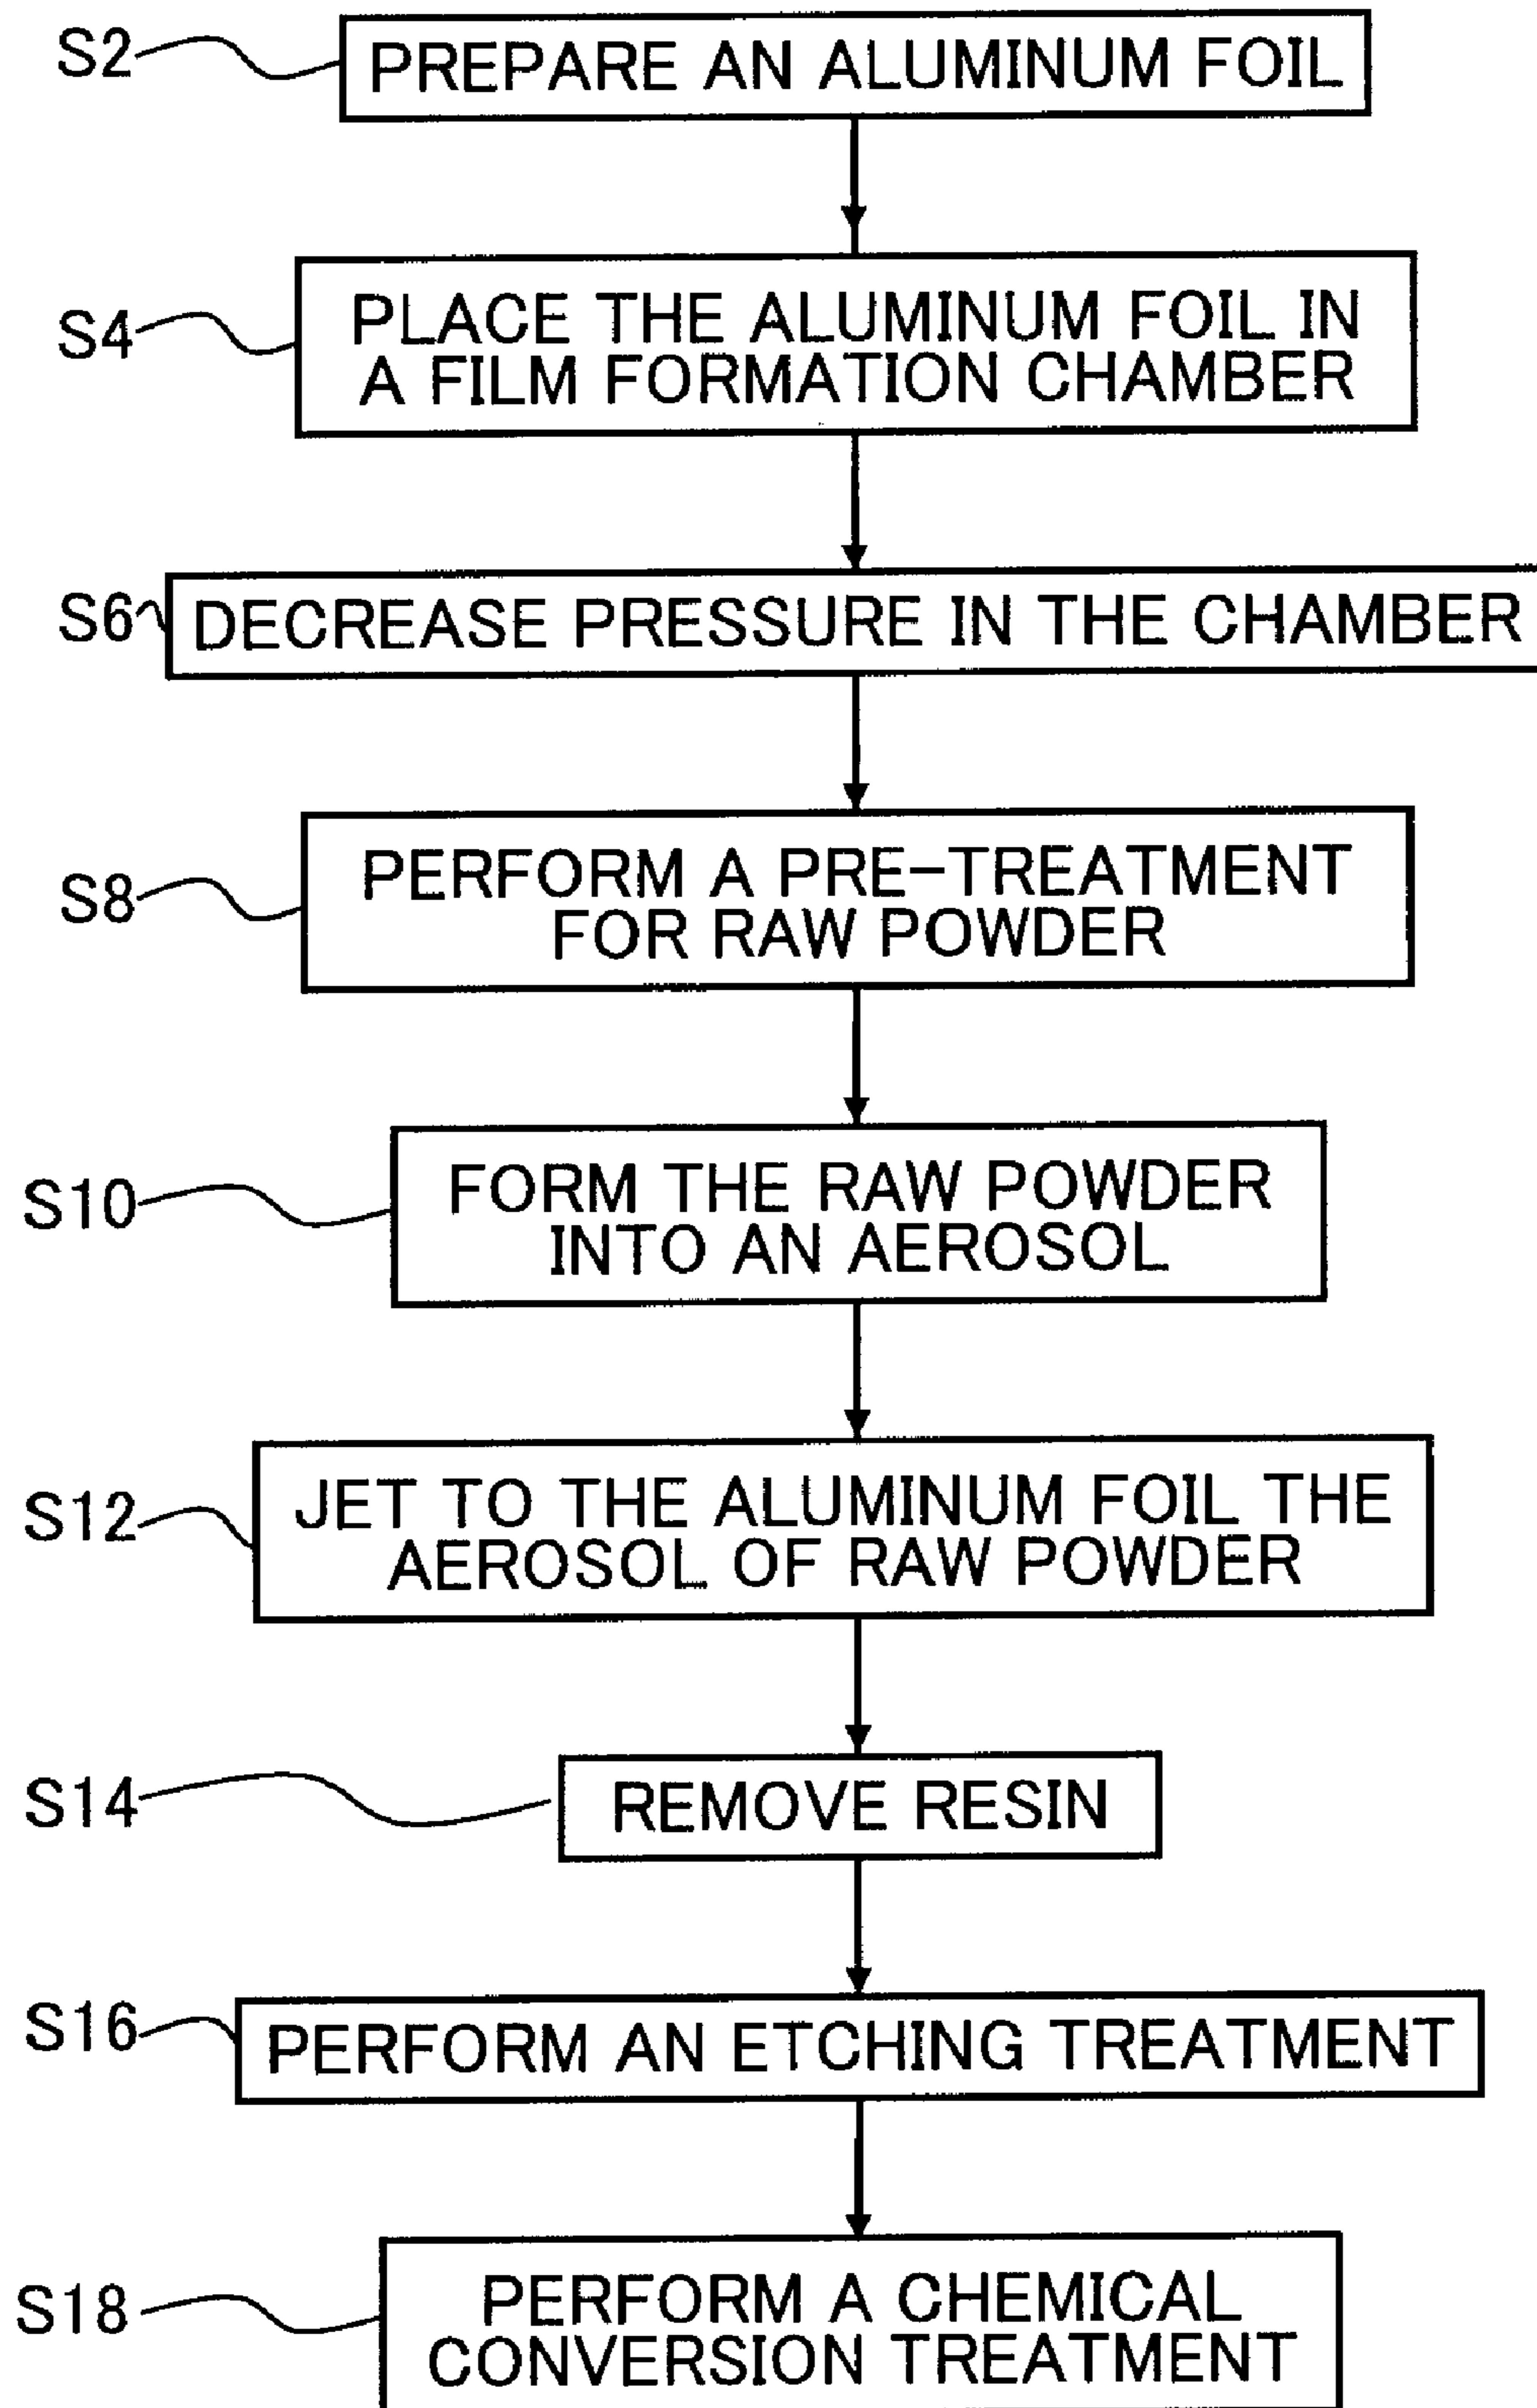 S2 PREPARE AN ALUMINUM FOIL
S4 PLACE THE ALUMINUM FOIL IN
A FILM FORMATION CHAMBER
S6 DECREASE PRESSURE IN THE CHAMBER
S8 PERFORM A PRE-TREATMENT
FOR RAW POWDER
S10 FORM THE RAW POWDER
INTO AN AEROSOL
S12 JET TO THE ALUMINUM FOIL THE
AEROSOL OF RAW POWDER
S14 REMOVE RESIN
S16 PERFORM AN ETCHING TREATMENT
S18 PERFORM A CHEMICAL
CONVERSION TREATMENT